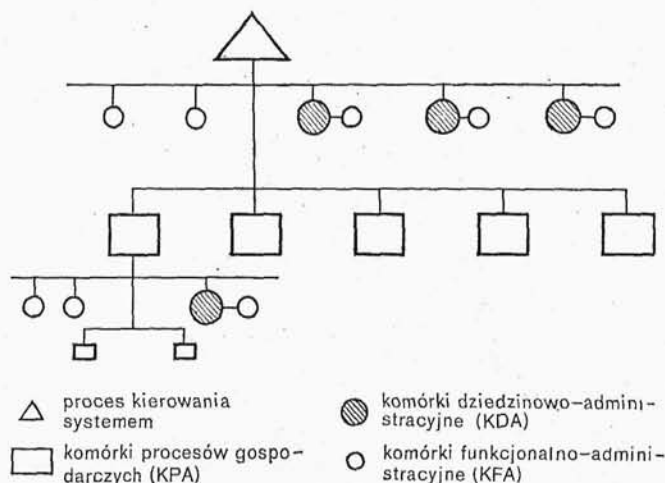 proces kierowania
systemem
komórki procesów gospo-
darczych (KPA)
komórki dziedzinowo-admini-
stracyjne (KDA)
komórki funkcjonalno-admini-
stracyjne (KFA)